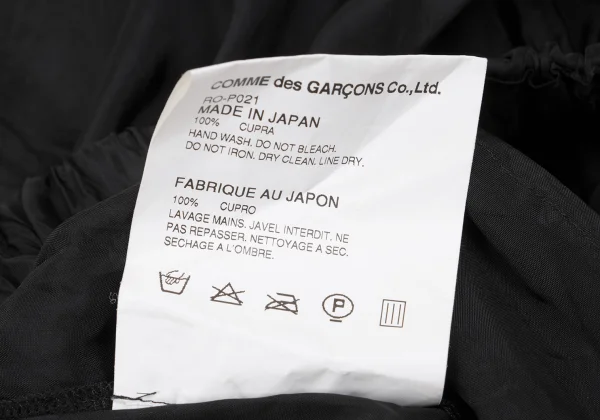 COMME des GARÇONS Co.,Ltd.
RO-P021
MADE IN JAPAN
100% CUPRA
HAND WASH. DO NOT BLEACH.
DO NOT IRON. DRY CLEAN. LINE DRY.
FABRIQUE AU JAPON
100% CUPRO
LAVAGE MAINS. JAVEL INTERDIT. NE
PAS REPASSER. NETTOYAGE A SEC.
SECHAGE A L'OMBRE.
P